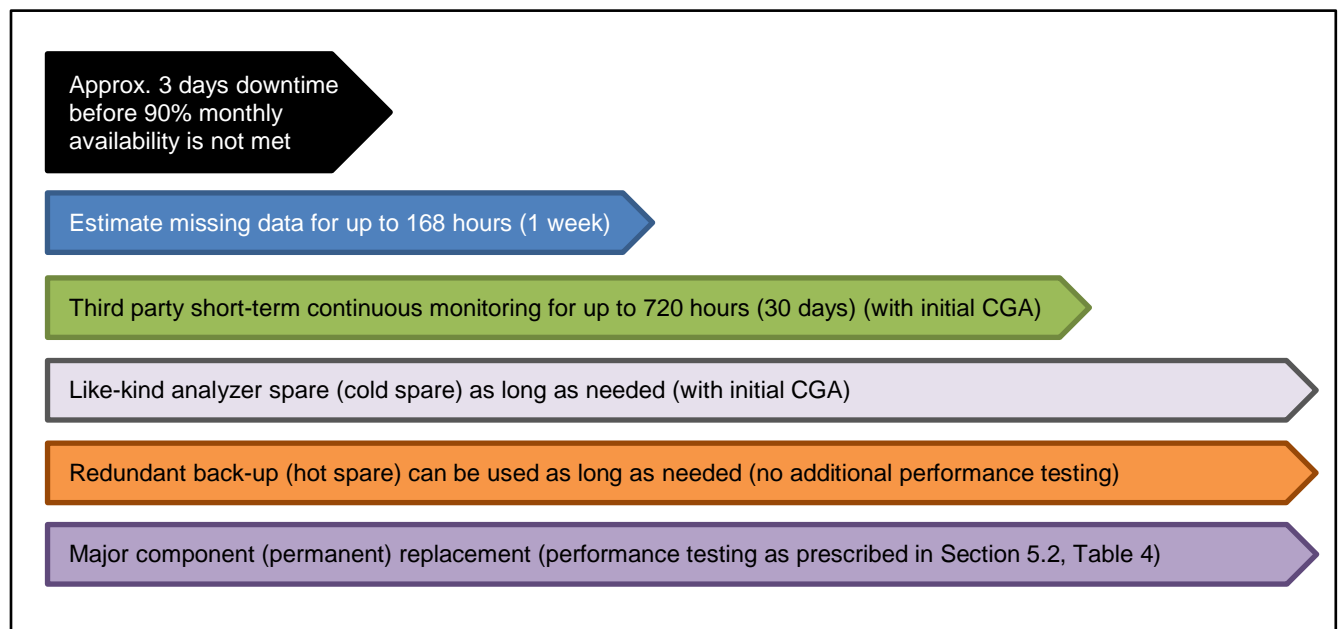 Approx. 3 days downtime
before 90% monthly
availability is not met
Estimate missing data for up to 168 hours (1 week)
Third party short-term continuous monitoring for up to 720 hours (30 days) (with initial CGA)
Like-kind analyzer spare (cold spare) as long as needed (with initial CGA)
Redundant back-up (hot spare) can be used as long as needed (no additional performance testing)
Major component (permanent) replacement (performance testing as prescribed in Section 5.2, Table 4)